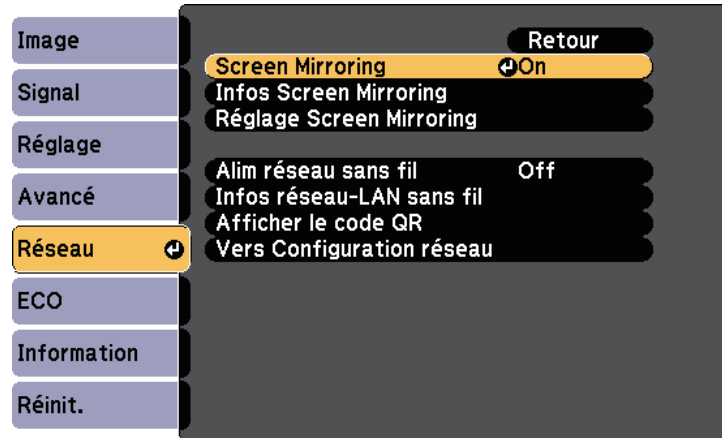 Image
Signal
Réglage
Avancé
Réseau
ECO
Information
Réinit.
Retour
Screen Mirroring On
Infos Screen Mirroring
Réglage Screen Mirroring
Alim réseau sans fil Off
Infos réseau-LAN sans fil
Afficher le code QR
Vers Configuration réseau